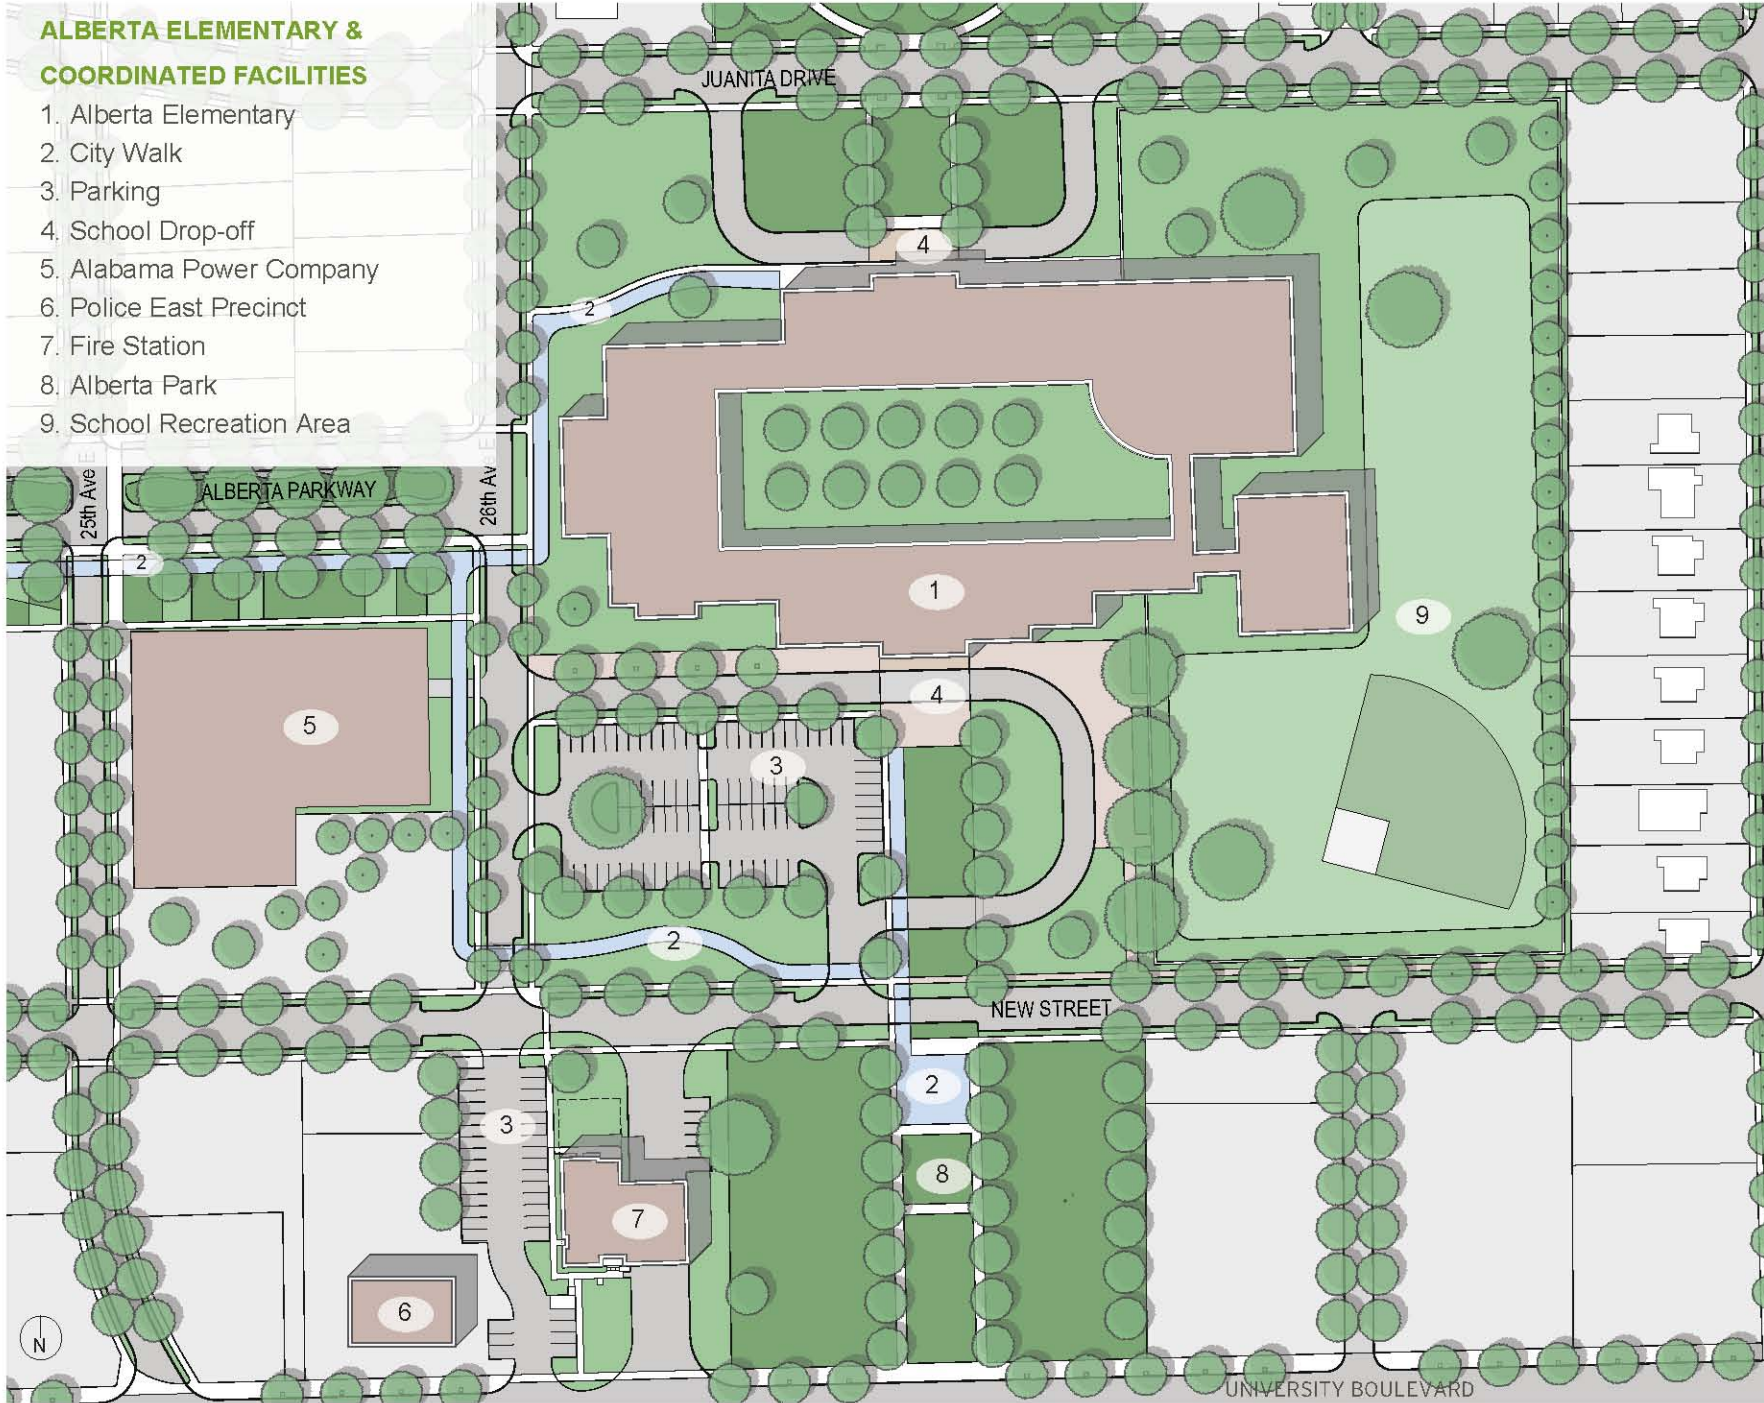 ALBERTA ELEMENTARY &
COORDINATED FACILITIES
1. Alberta Elementary
2. City Walk
3. Parking
4. School Drop-off
5. Alabama Power Company
6. Police East Precinct
7. Fire Station
8. Alberta Park
9. School Recreation Area
JUANITA DRIVE
4
2
25th Ave E
ALBERTA PARKWAY
26th Ave E
2
1
9
5
4
3
2
NEW STREET
2
3
8
7
6
N
UNIVERSITY BOULEVARD